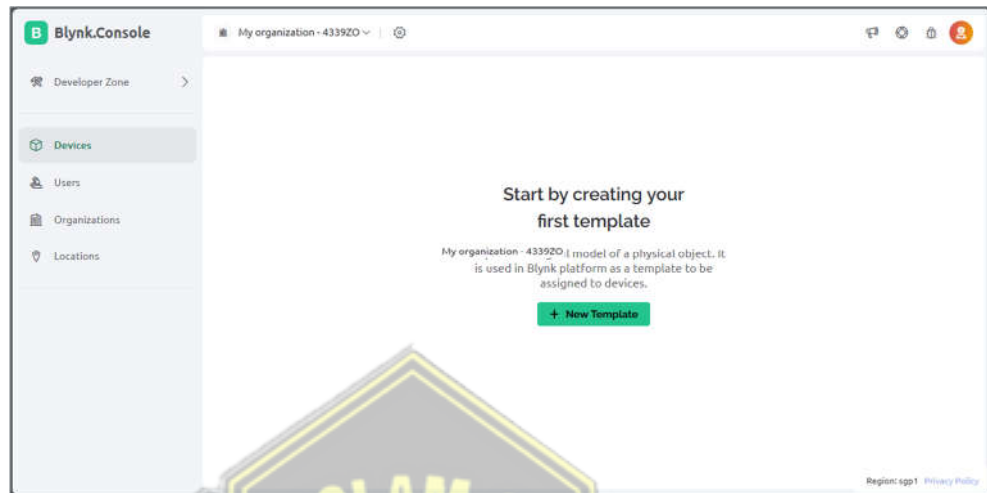 B Blynk.Console
My organization - 4339ZO
Developer Zone
Devices
Users
Organizations
Locations
Start by creating your
first template
My organization - 4339ZO l model of a physical object. It
is used in Blynk platform as a template to be
assigned to devices.
+ New Template
Region: sgp1 Privacy Policy